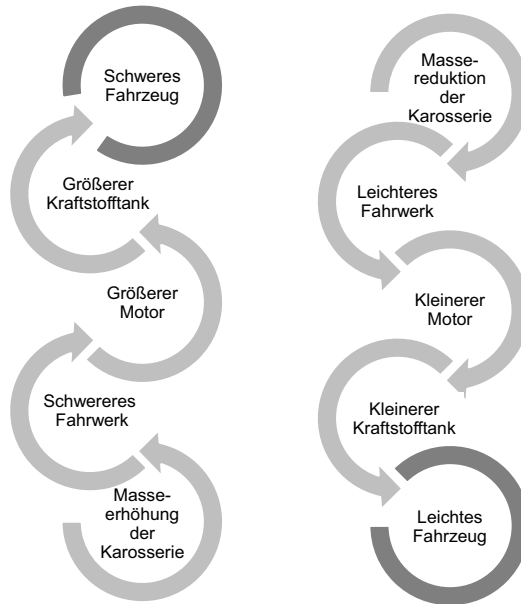 Schweres
Fahrzeug
Größerer
Kraftstofftank
Größerer
Motor
Schwereres
Fahrwerk
Masse-
erhöhung
der
Karosserie
Masse-
reduktion
der
Karosserie
Leichteres
Fahrwerk
Kleinerer
Motor
Kleinerer
Kraftstofftank
Leichtes
Fahrzeug